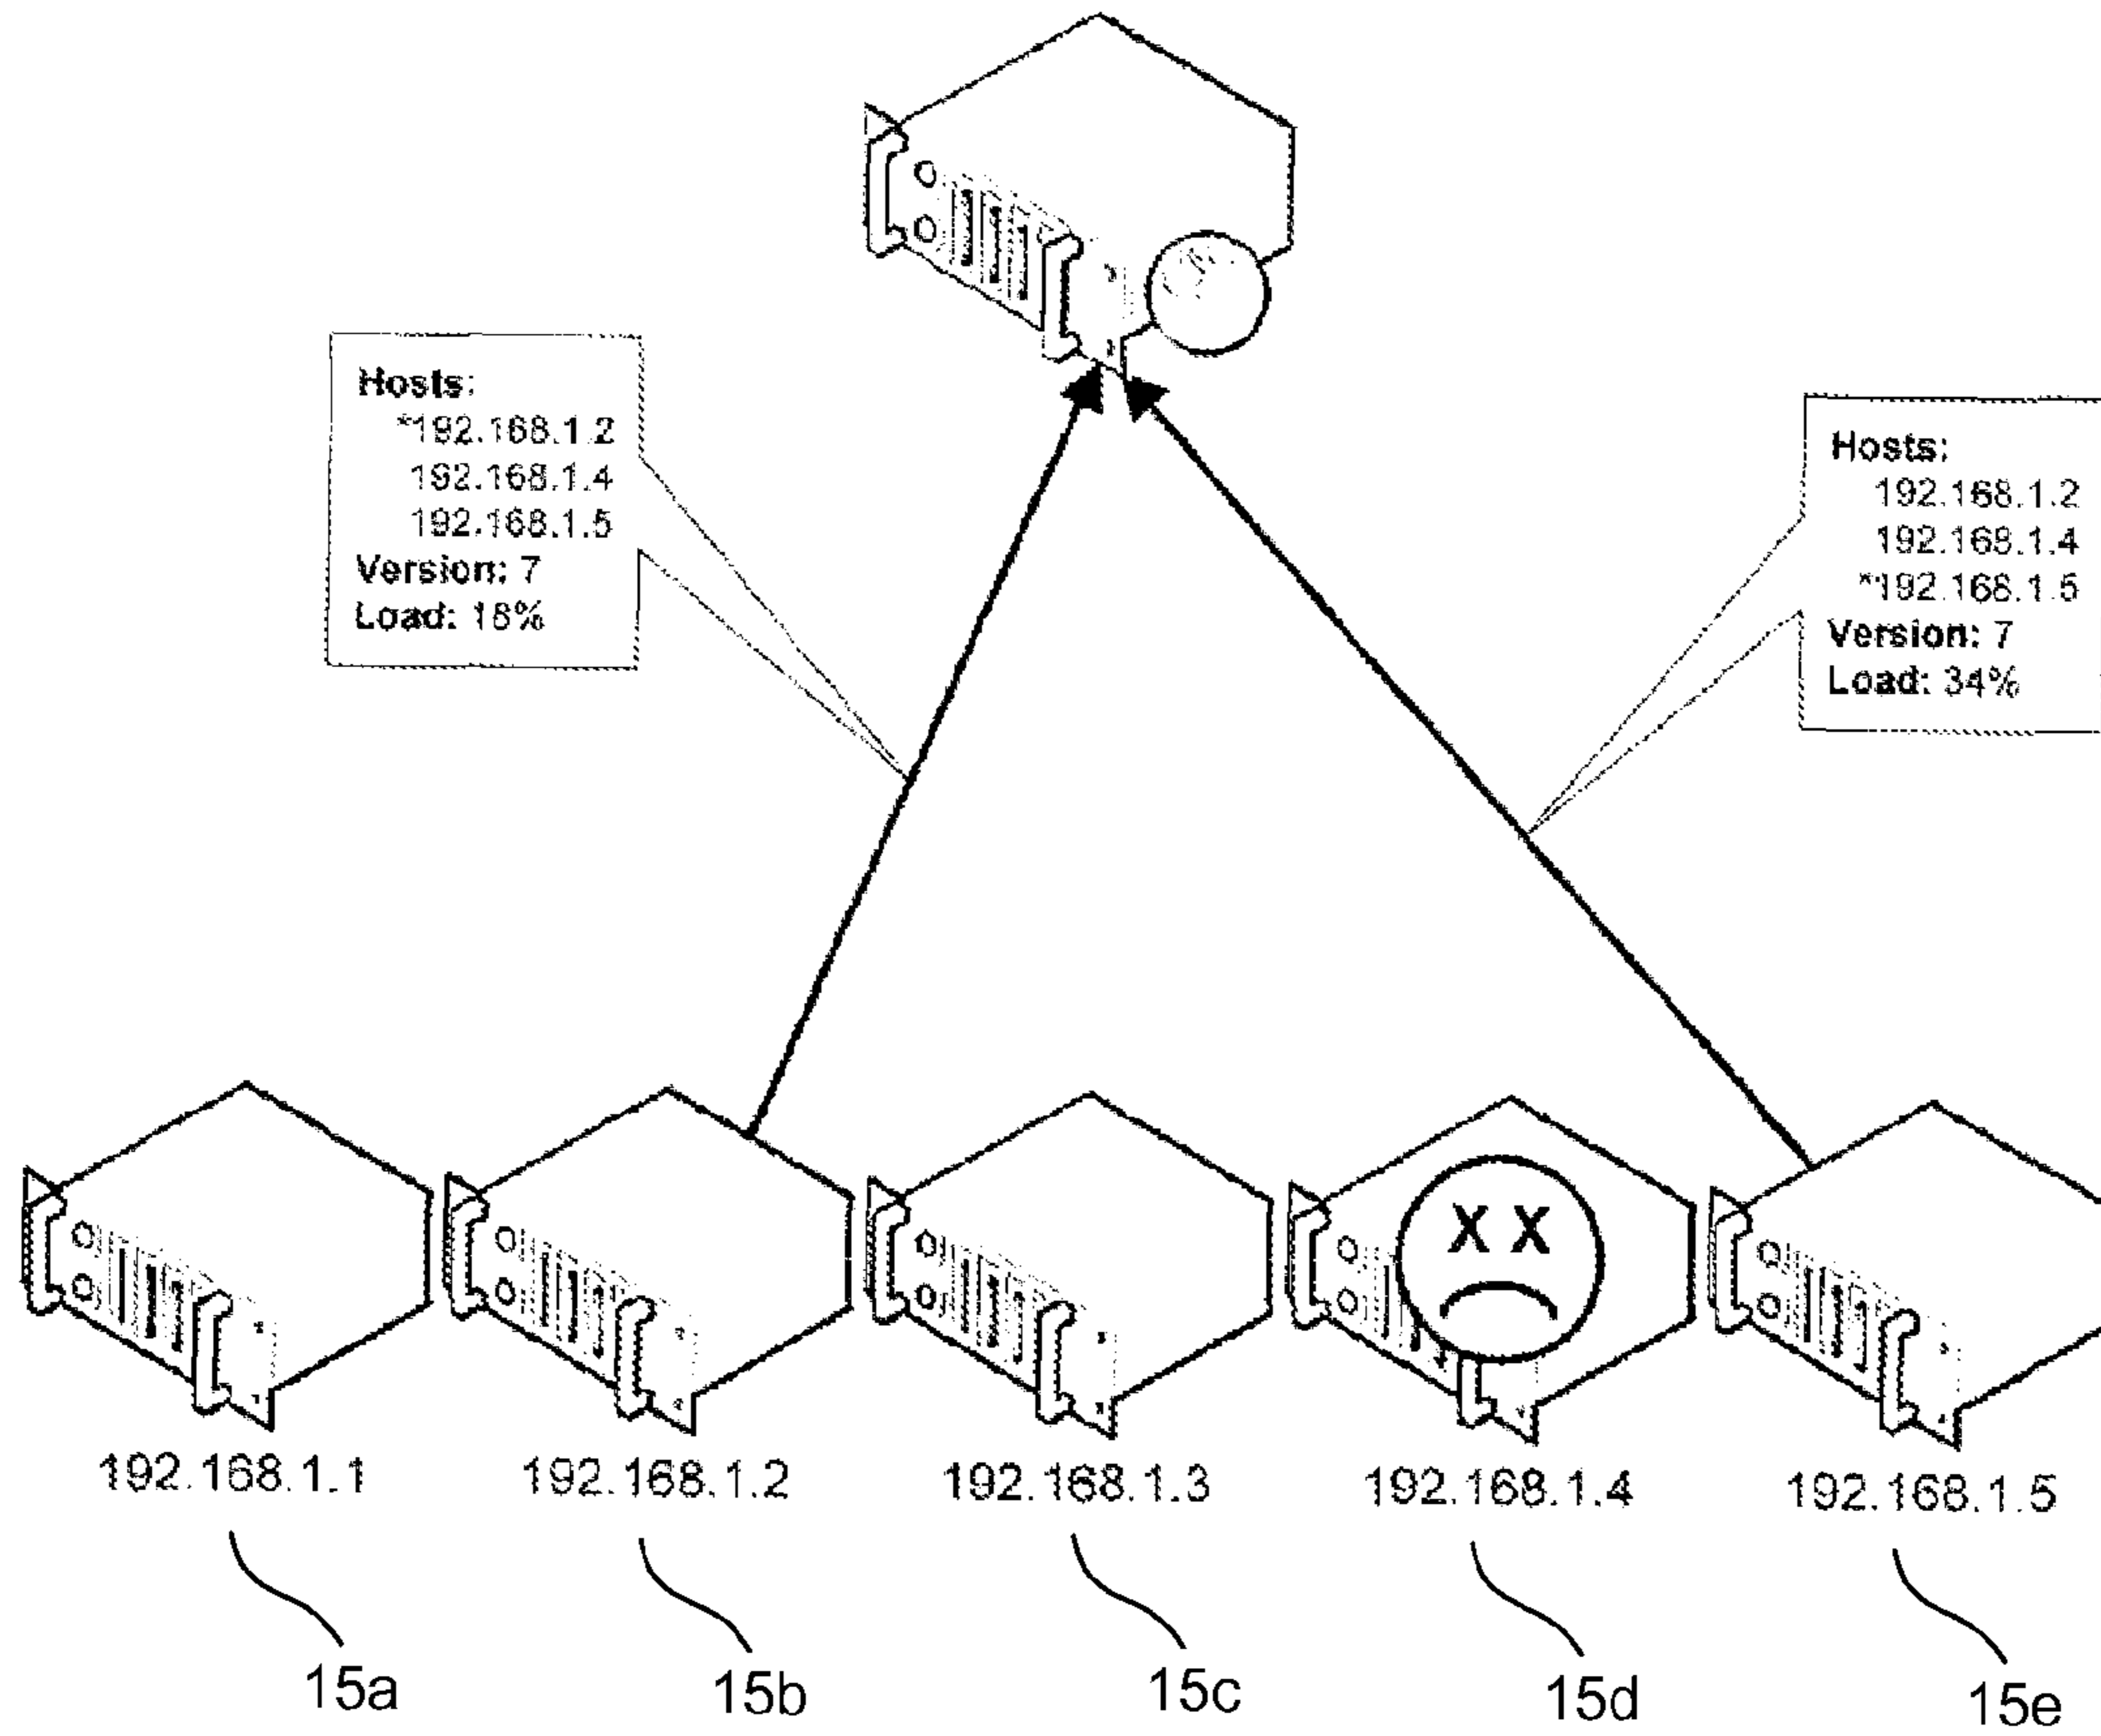 Hosts:
*192.168.1.2
192.168.1.4
192.168.1.5
Version: 7
Load: 18%
Hosts:
192.168.1.2
192.168.1.4
*192.168.1.5
Version: 7
Load: 34%
X X
192.168.1.1
192.168.1.2
192.168.1.3
192.168.1.4
192.168.1.5
15a
15b
15c
15d
15e